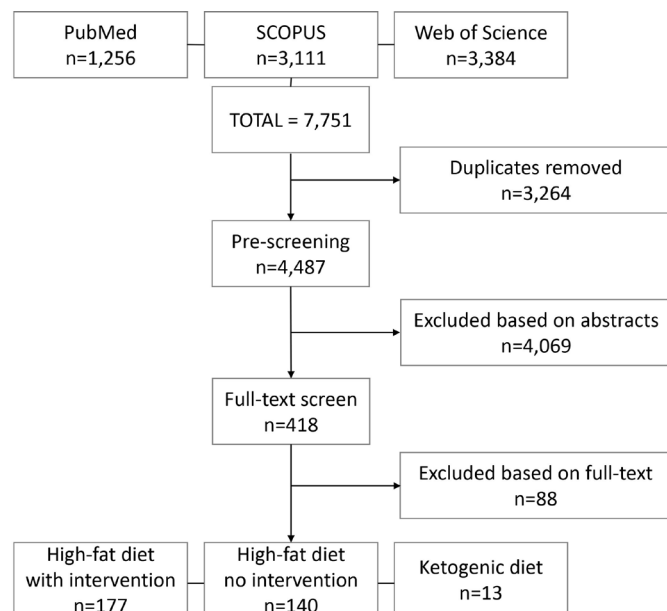 PubMed
n=1,256
SCOPUS
n=3,111
Web of Science
n=3,384
TOTAL = 7,751
Duplicates removed
n=3,264
Pre-screening
n=4,487
Excluded based on abstracts
n=4,069
Full-text screen
n=418
Excluded based on full-text
n=88
High-fat diet
with intervention
n=177
High-fat diet
no intervention
n=140
Ketogenic diet
n=13